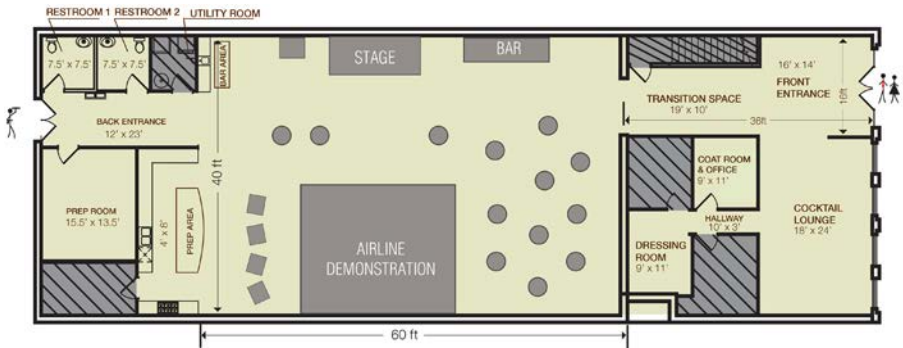 RESTROOM 1
RESTROOM 2
UTILITY ROOM
7.5' x 7.5'
7.5' x 7.5'
BAR AREA
STAGE
BAR
16' x 14'
FRONT
ENTRANCE
16ft
TRANSITION SPACE
19' x 10'
36ft
BACK ENTRANCE
12' x 23'
40 ft
COAT ROOM
& OFFICE
9' x 11'
PREP ROOM
15.5' x 13.5'
4' x 8'
PREP AREA
AIRLINE
DEMONSTRATION
HALLWAY
10' x 3'
COCKTAIL
LOUNGE
18' x 24'
DRESSING
ROOM
9' x 11'
60 ft